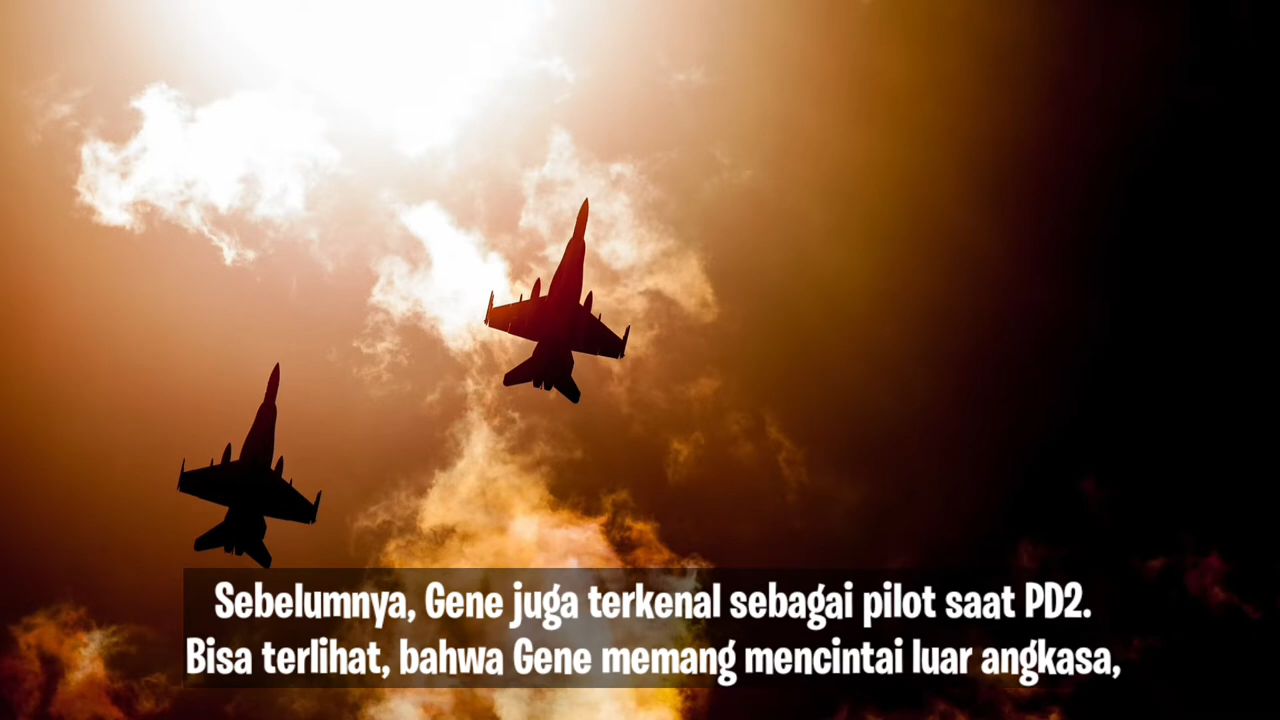 Sebelumnya, Gene juga terkenal sebagai pilot saat PD2.
Bisa terlihat, bahwa Gene memang mencintai luar angkasa,